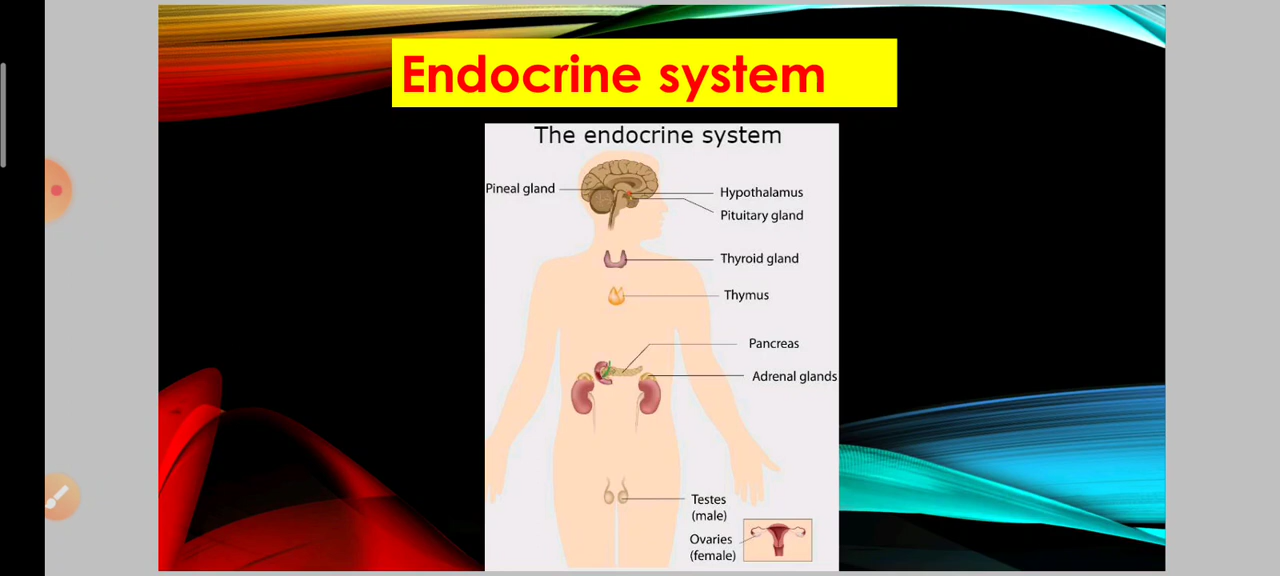 Endocrine system
The endocrine system
Pineal gland
Hypothalamus
Pituitary gland
Thyroid gland
Thymus
Pancreas
Adrenal glands
Testes
(male)
Ovaries
(female)